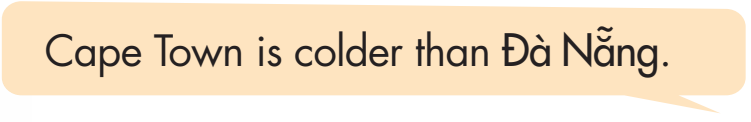 Cape Town is colder than Đà Nẵng.